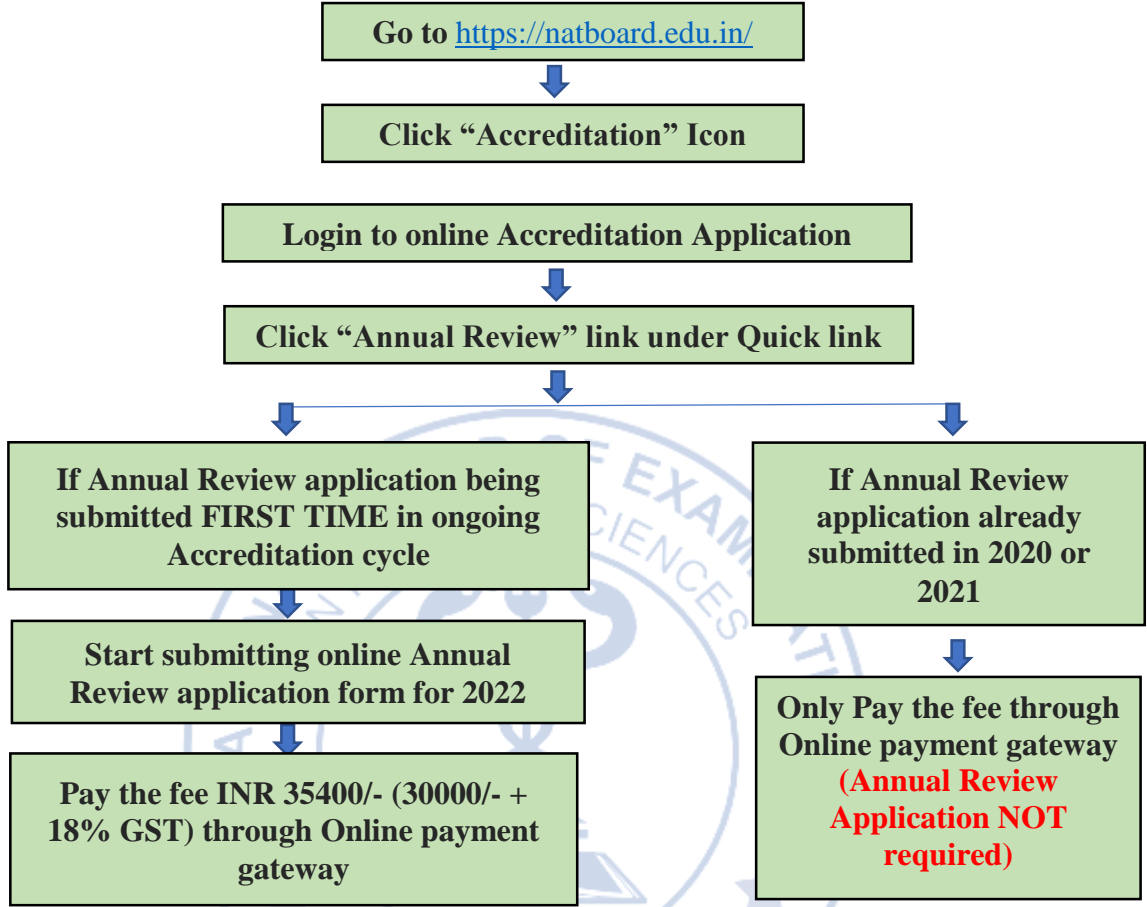 Go to https://natboard.edu.in/
Click “Accreditation” Icon
Login to online Accreditation Application
Click “Annual Review” link under Quick link
If Annual Review application being
submitted FIRST TIME in ongoing
Accreditation cycle
If Annual Review
application already
submitted in 2020 or
2021
Start submitting online Annual
Review application form for 2022
Only Pay the fee through
Online payment gateway
(Annual Review
Application NOT
required)
Pay the fee INR 35400/- (30000/- +
18% GST) through Online payment
gateway